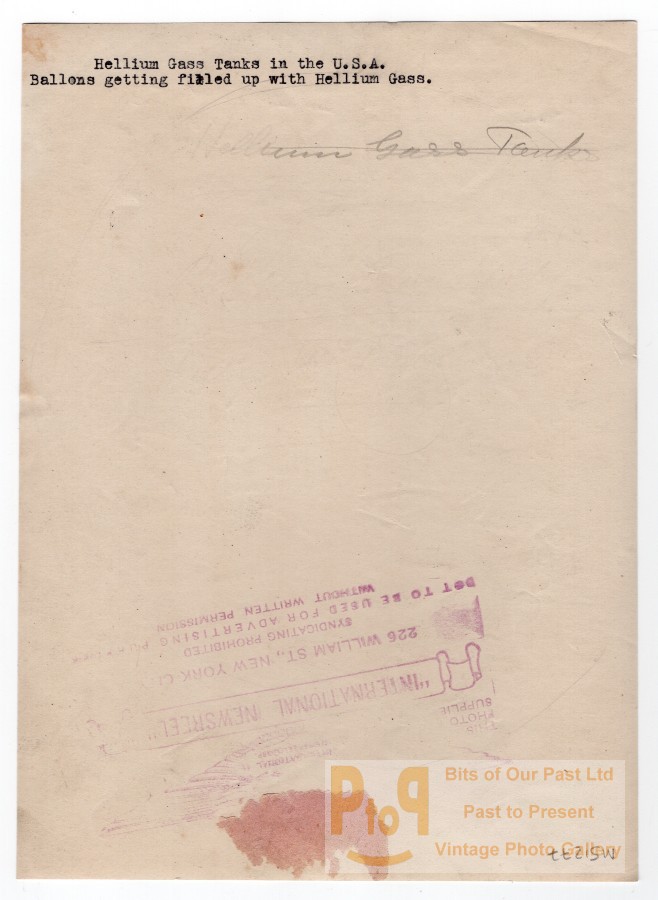 Hellium Gass Tanks in the U.S.A.
Ballons getting filled up with Hellium Gass.
Hellium Gass Tanks
NOT TO BE USED FOR ADVERTISING
WITHOUT WRITTEN PERMISSION
SYNDICATING PROHIBITED
226 WILLIAM ST., NEW YORK CI
"INTERNATIONAL NEWSREEL"
THIS
PHOTO
SUPPLIE
PtoP
Bits of Our Past Ltd
Past to Present
Vintage Photo Gallery